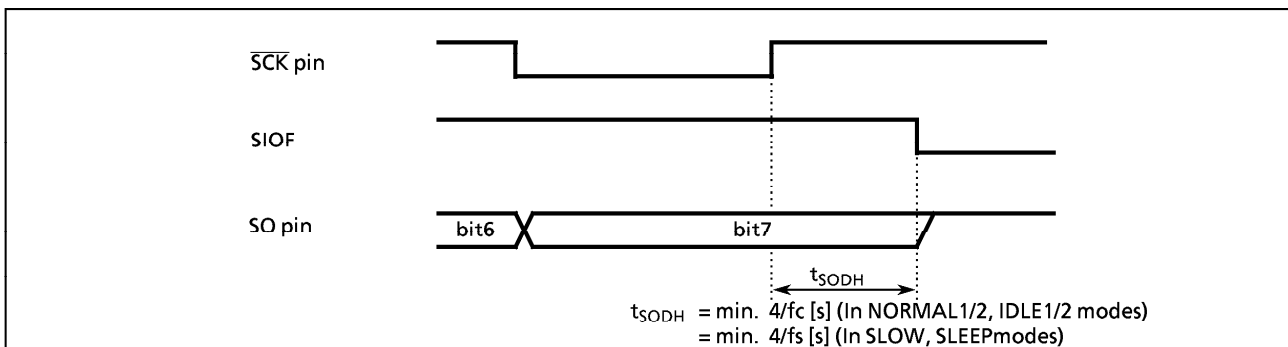 SCK pin
SIOF
SO pin
bit6 bit7
tSODH
tSODH = min. 4/fc [s] (In NORMAL1/2, IDLE1/2 modes)
= min. 4/fs [s] (In SLOW, SLEEPmodes)